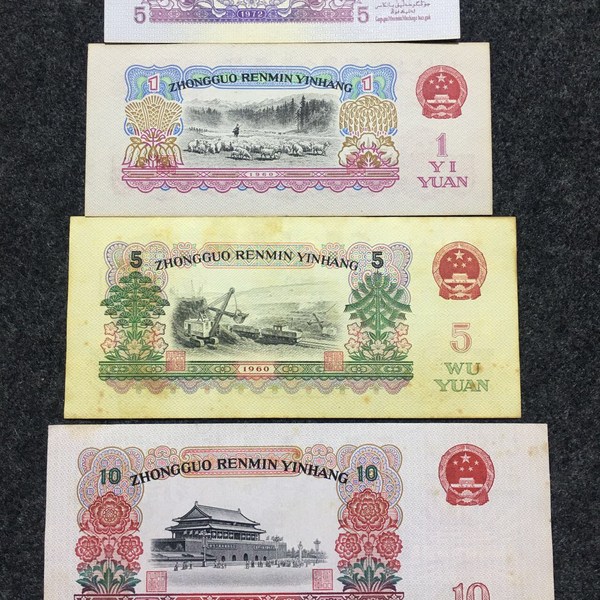 5 1972 5
1 ZHONGGUO RENMIN YINHANG 1
1960
1
YI
YUAN
5 ZHONGGUO RENMIN YINHANG 5
1960
5
WU
YUAN
10 ZHONGGUO RENMIN YINHANG 10
10